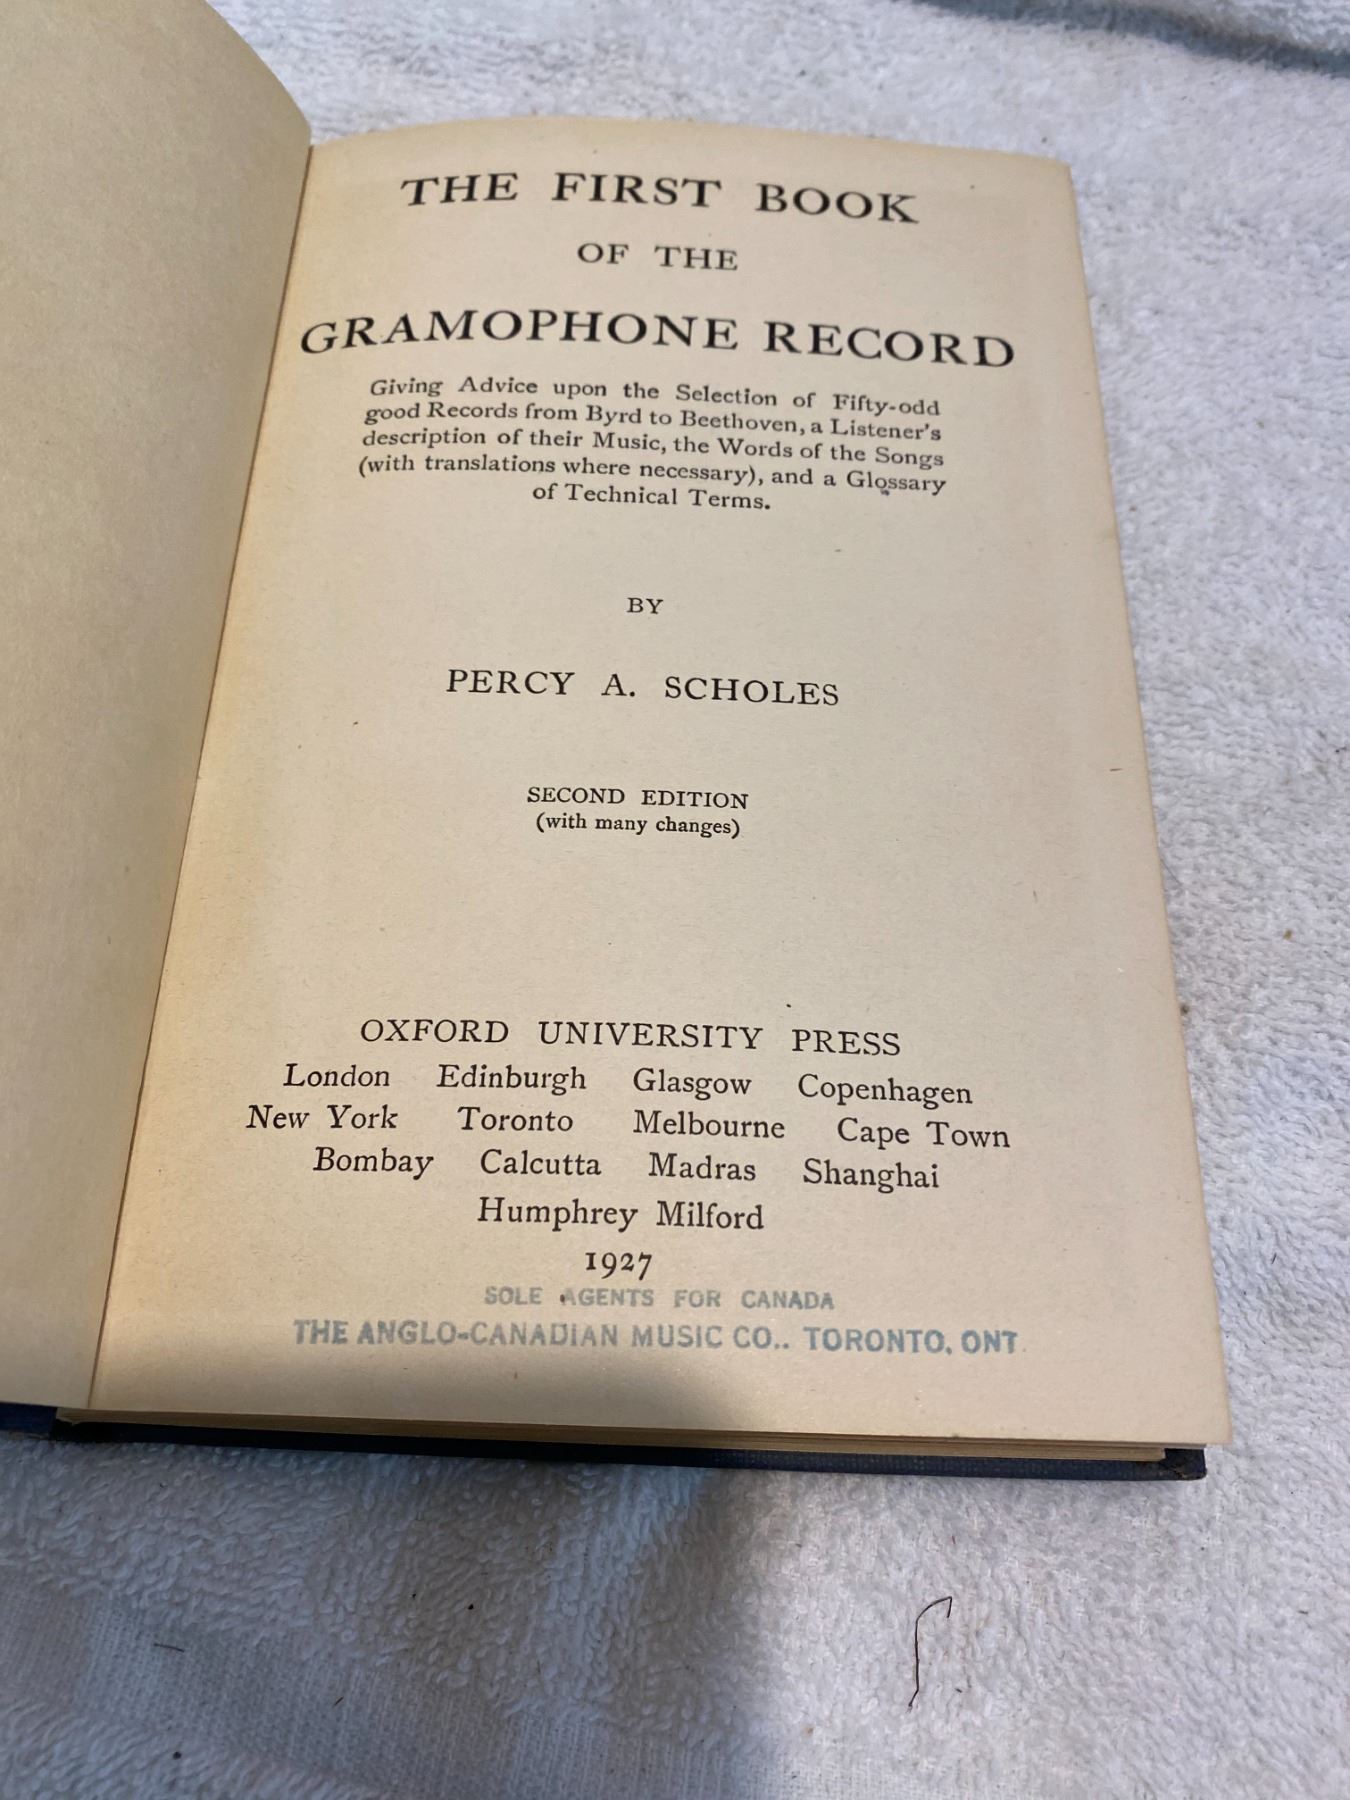 THE FIRST BOOK
OF THE
GRAMOPHONE RECORD
Giving Advice upon the Selection of Fifty-odd
good Records from Byrd to Beethoven, a Listener's
description of their Music, the Words of the Songs
(with translations where necessary), and a Glossary
of Technical Terms.
BY
PERCY A. SCHOLES
SECOND EDITION
(with many changes)
OXFORD UNIVERSITY PRESS
London Edinburgh Glasgow Copenhagen
New York Toronto Melbourne Cape Town
Bombay Calcutta Madras Shanghai
Humphrey Milford
1927
SOLE AGENTS FOR CANADA
THE ANGLO-CANADIAN MUSIC CO.. TORONTO. ONT.